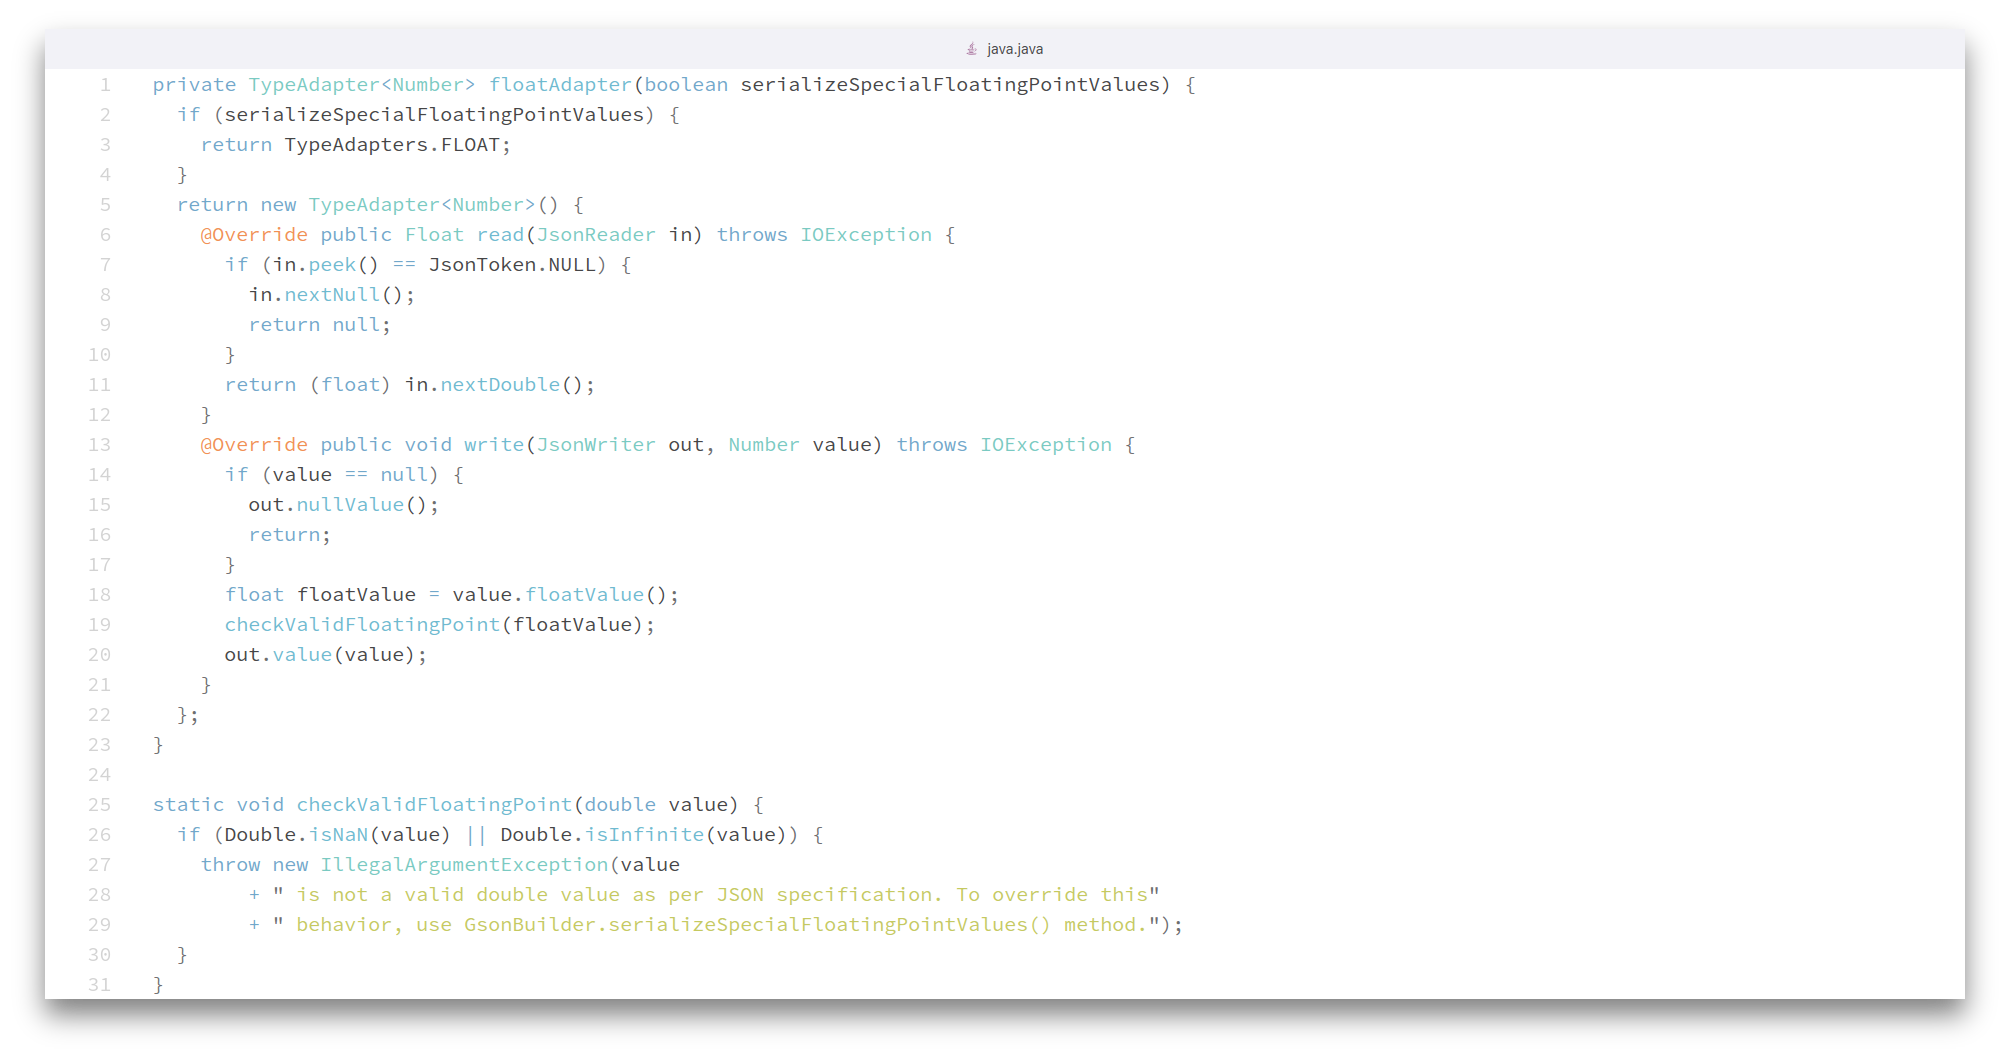 java.java
1 private TypeAdapter<Number> floatAdapter(boolean serializeSpecialFloatingPointValues) {
2   if (serializeSpecialFloatingPointValues) {
3     return TypeAdapters.FLOAT;
4   }
5   return new TypeAdapter<Number>() {
6     @Override public Float read(JsonReader in) throws IOException {
7       if (in.peek() == JsonToken.NULL) {
8         in.nextNull();
9         return null;
10       }
11       return (float) in.nextDouble();
12     }
13     @Override public void write(JsonWriter out, Number value) throws IOException {
14       if (value == null) {
15         out.nullValue();
16         return;
17       }
18       float floatValue = value.floatValue();
19       checkValidFloatingPoint(floatValue);
20       out.value(value);
21     }
22   };
23 }
24
25 static void checkValidFloatingPoint(double value) {
26   if (Double.isNaN(value) || Double.isInfinite(value)) {
27     throw new IllegalArgumentException(value
28         + " is not a valid double value as per JSON specification. To override this"
29         + " behavior, use GsonBuilder.serializeSpecialFloatingPointValues() method.");
30   }
31 }